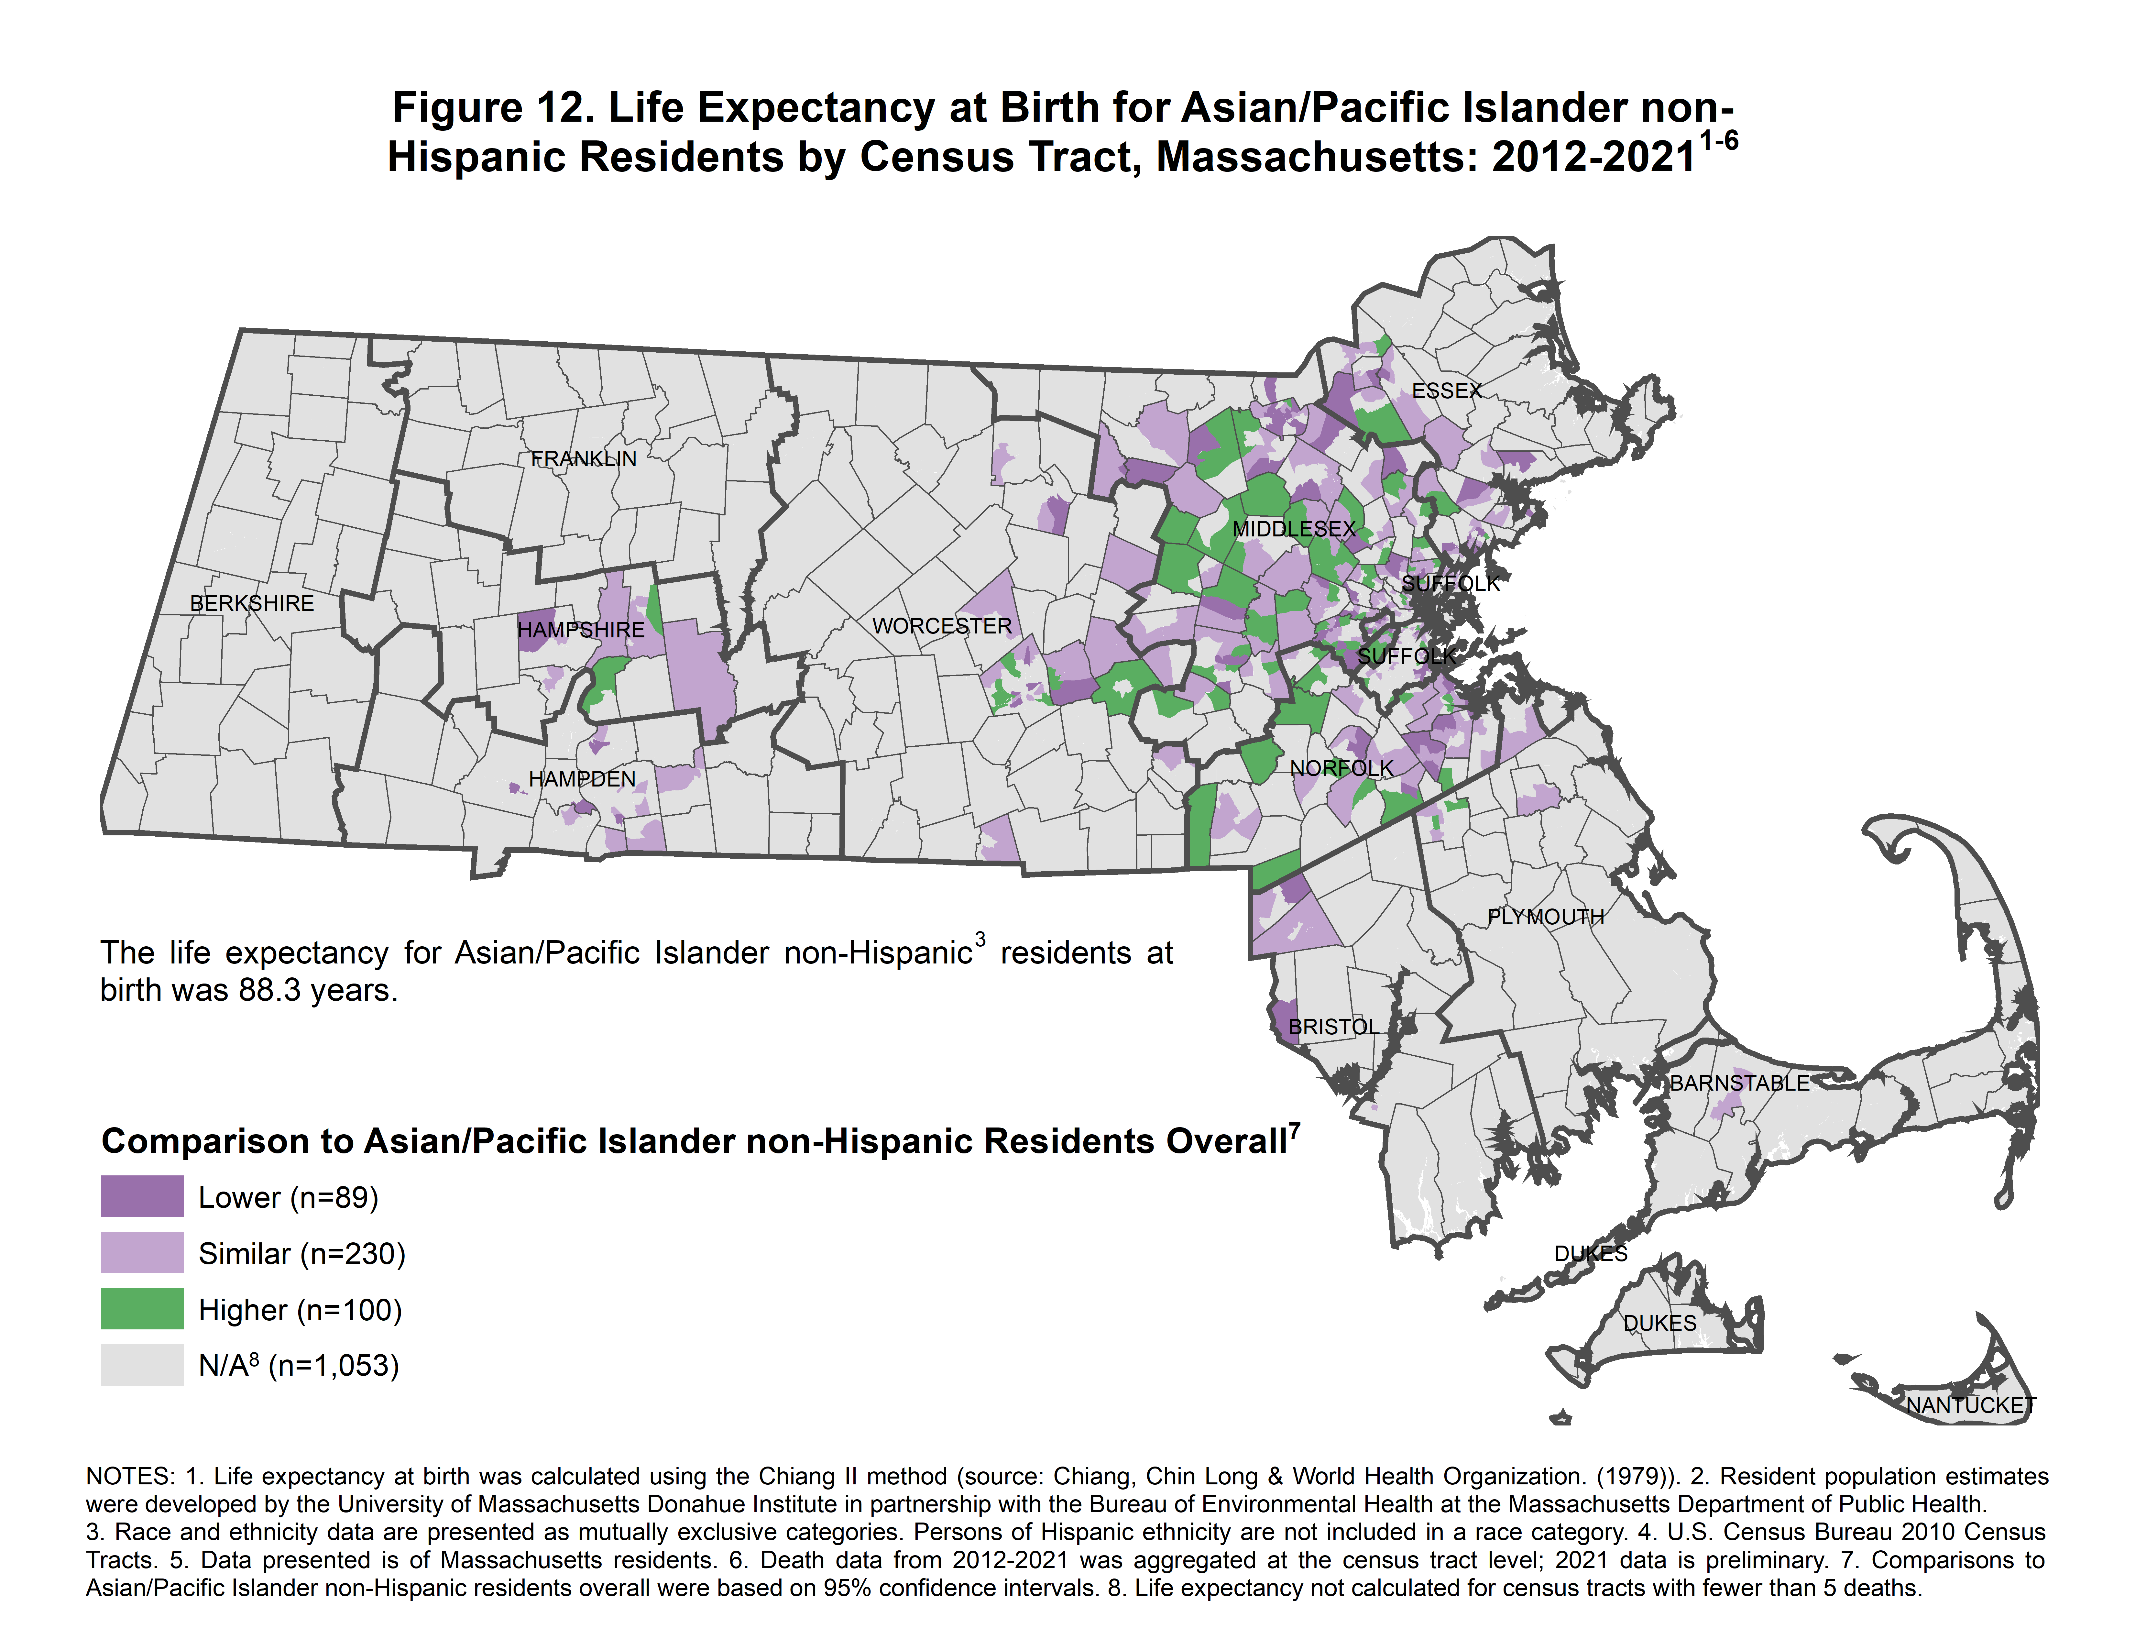 Figure 12. Life Expectancy at Birth for Asian/Pacific Islander non-
Hispanic Residents by Census Tract, Massachusetts: 2012-2021¹⁻⁶
ESSEX
FRANKLIN
MIDDLESEX
SUFFOLK
BERKSHIRE
HAMPSHIRE
WORCESTER
SUFFOLK
NORFOLK
HAMPDEN
PLYMOUTH
The life expectancy for Asian/Pacific Islander non-Hispanic³ residents at
birth was 88.3 years.
BRISTOL
BARNSTABLE
Comparison to Asian/Pacific Islander non-Hispanic Residents Overall⁷
Lower (n=89)
Similar (n=230)
DUKES
Higher (n=100)
DUKES
N/A⁸ (n=1,053)
NANTUCKET
NOTES: 1. Life expectancy at birth was calculated using the Chiang II method (source: Chiang, Chin Long & World Health Organization. (1979)). 2. Resident population estimates
were developed by the University of Massachusetts Donahue Institute in partnership with the Bureau of Environmental Health at the Massachusetts Department of Public Health.
3. Race and ethnicity data are presented as mutually exclusive categories. Persons of Hispanic ethnicity are not included in a race category. 4. U.S. Census Bureau 2010 Census
Tracts. 5. Data presented is of Massachusetts residents. 6. Death data from 2012-2021 was aggregated at the census tract level; 2021 data is preliminary. 7. Comparisons to
Asian/Pacific Islander non-Hispanic residents overall were based on 95% confidence intervals. 8. Life expectancy not calculated for census tracts with fewer than 5 deaths.